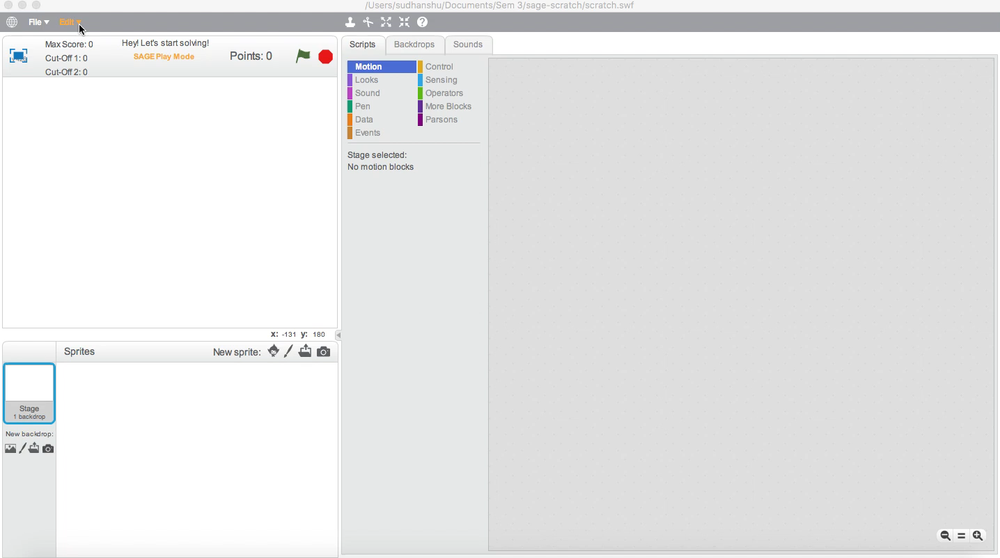 /Users/sudhanshu/Documents/Sem 3/sage-scratch/scratch.swf
File Edit
Max Score: 0
Cut-Off 1: 0
Cut-Off 2: 0
Hey! Let's start solving!
SAGE Play Mode
Points: 0
Scripts Backdrops Sounds
Motion
Looks
Sound
Pen
Data
Events
Control
Sensing
Operators
More Blocks
Parsons
Stage selected:
No motion blocks
x: -131 y: 180
Sprites New sprite:
Stage
1 backdrop
New backdrop: